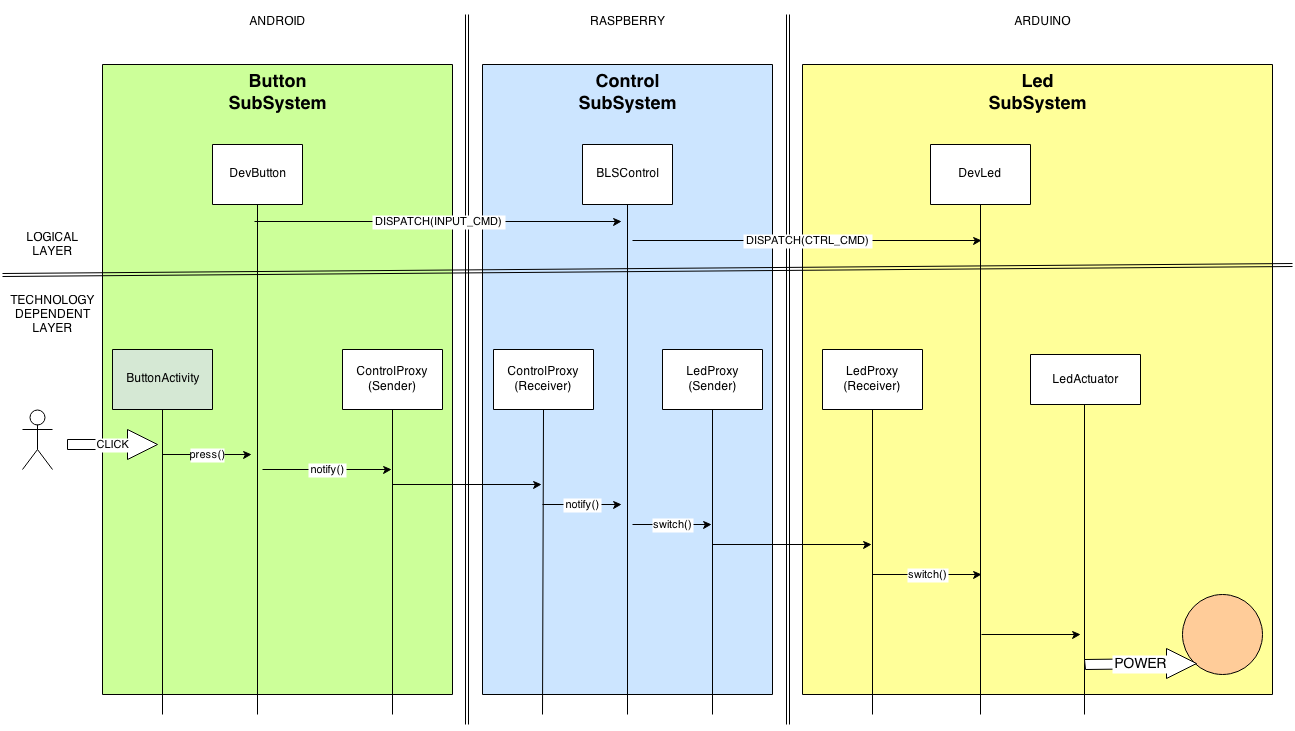 ANDROID
RASPBERRY
ARDUINO
Button
SubSystem
Control
SubSystem
Led
SubSystem
DevButton
BLSControl
DevLed
DISPATCH(INPUT_CMD)
DISPATCH(CTRL_CMD)
LOGICAL
LAYER
TECHNOLOGY
DEPENDENT
LAYER
ButtonActivity
ControlProxy
(Sender)
ControlProxy
(Receiver)
LedProxy
(Sender)
LedProxy
(Receiver)
LedActuator
CLICK
press()
notify()
notify()
switch()
switch()
POWER